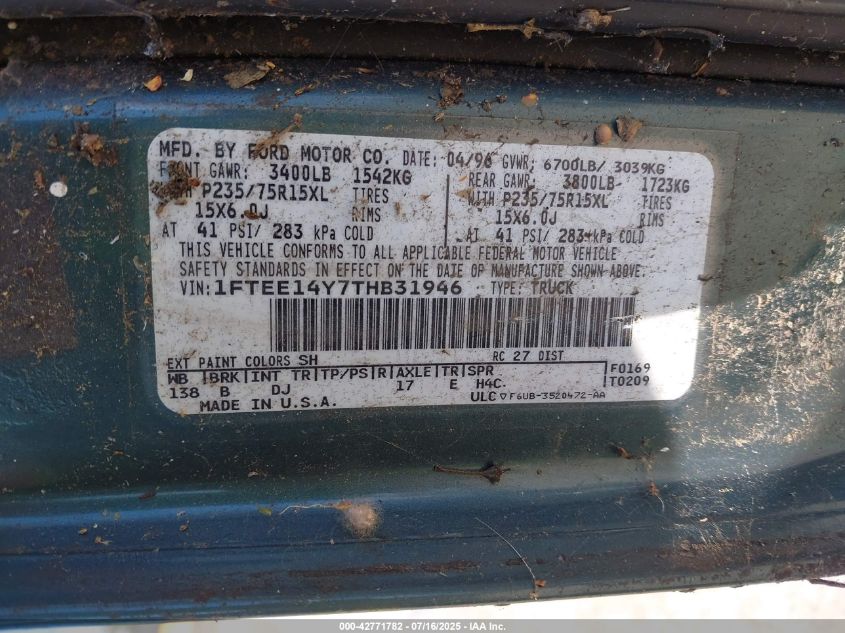 MFD. BY FORD MOTOR CO. DATE: 04/96 GVWR: 6700LB/ 3039KG
FRONT GAWR: 3400LB 1542KG REAR GAWR: 3800LB 1723KG
WITH P235/75R15XL TIRES WITH P235/75R15XL TIRES
15X6.0J RIMS 15X6.0J RIMS
AT 41 PSI/ 283 kPa COLD AT 41 PSI/ 283 kPa COLD
THIS VEHICLE CONFORMS TO ALL APPLICABLE FEDERAL MOTOR VEHICLE
SAFETY STANDARDS IN EFFECT ON THE DATE OF MANUFACTURE SHOWN ABOVE.
VIN: 1FTEE14Y7THB31946 TYPE: TRUCK
EXT PAINT COLORS SH RC 27 DIST
WB BRK INT TR TP/PS R AXLE TR SPR F0169
138 B DJ 17 E H4C. T0209
MADE IN U.S.A. ULC ▽ F6UB-3520472-AA
000-42771782 - 07/16/2025 - IAA Inc.